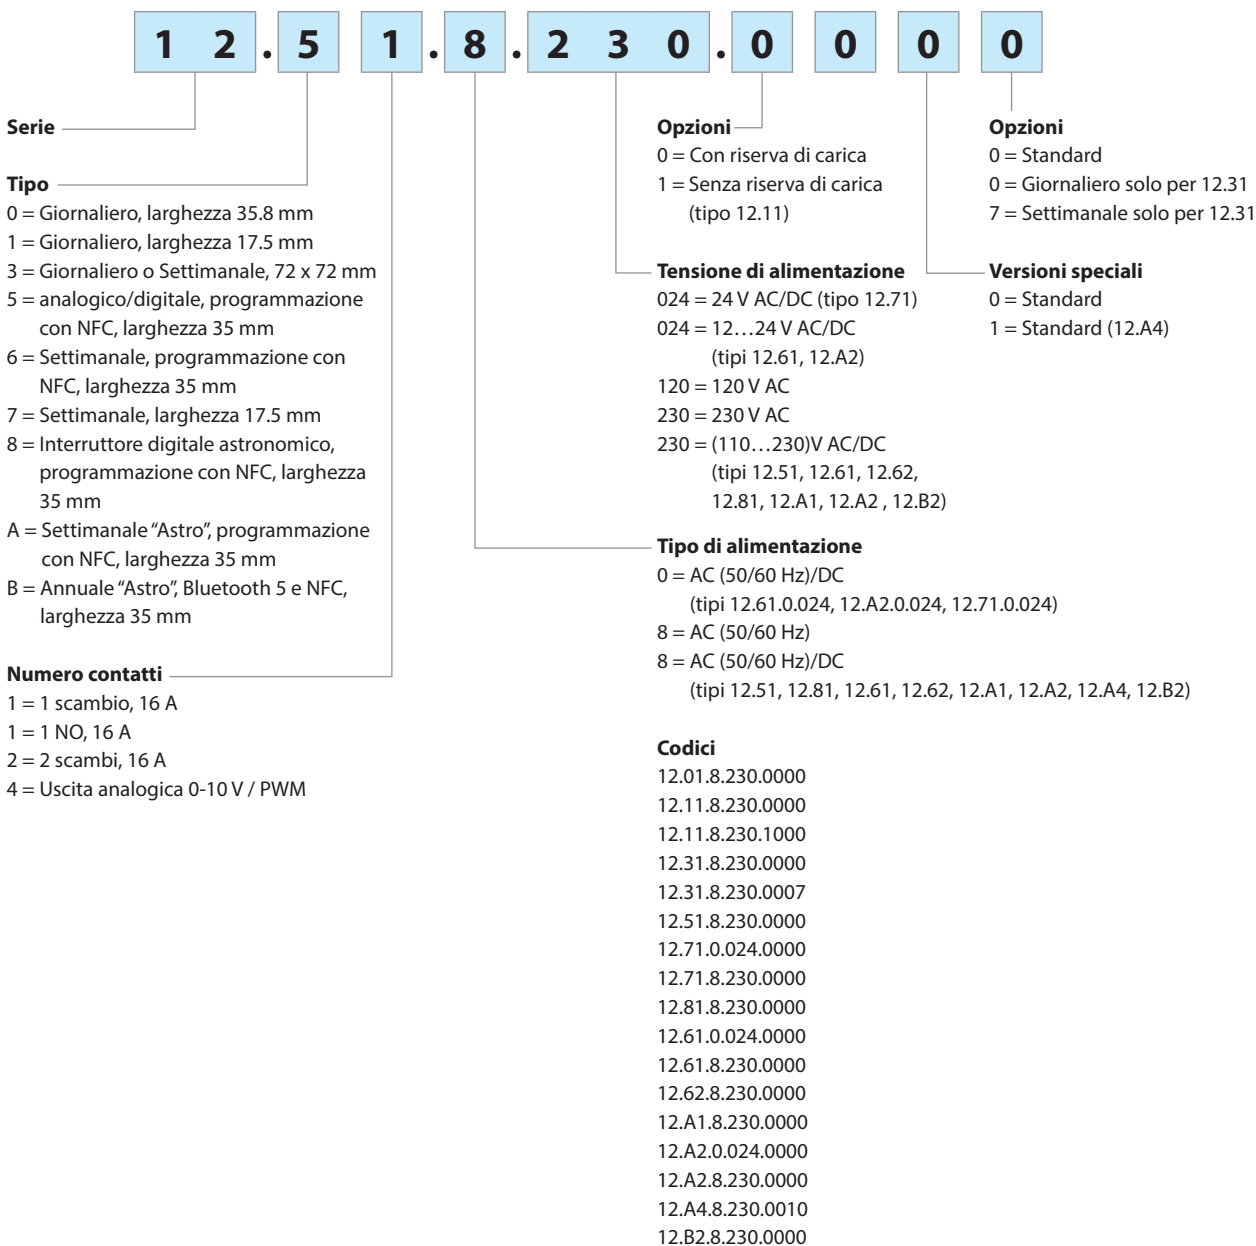 12.51.8.230.0000
Serie
Tipo
0 = Giornaliero, larghezza 35.8 mm
1 = Giornaliero, larghezza 17.5 mm
3 = Giornaliero o Settimanale, 72 x 72 mm
5 = analogico/digitale, programmazione
con NFC, larghezza 35 mm
6 = Settimanale, programmazione con
NFC, larghezza 35 mm
7 = Settimanale, larghezza 17.5 mm
8 = Interruttore digitale astronomico,
programmazione con NFC, larghezza
35 mm
A = Settimanale “Astro”, programmazione
con NFC, larghezza 35 mm
B = Annuale “Astro”, Bluetooth 5 e NFC,
larghezza 35 mm
Numero contatti
1 = 1 scambio, 16 A
1 = 1 NO, 16 A
2 = 2 scambi, 16 A
4 = Uscita analogica 0-10 V / PWM
Opzioni
0 = Con riserva di carica
1 = Senza riserva di carica
(tipo 12.11)
Tensione di alimentazione
024 = 24 V AC/DC (tipo 12.71)
024 = 12…24 V AC/DC
(tipi 12.61, 12.A2)
120 = 120 V AC
230 = 230 V AC
230 = (110…230)V AC/DC
(tipi 12.51, 12.61, 12.62,
12.81, 12.A1, 12.A2 , 12.B2)
Tipo di alimentazione
0 = AC (50/60 Hz)/DC
(tipi 12.61.0.024, 12.A2.0.024, 12.71.0.024)
8 = AC (50/60 Hz)
8 = AC (50/60 Hz)/DC
(tipi 12.51, 12.81, 12.61, 12.62, 12.A1, 12.A2, 12.A4, 12.B2)
Codici
12.01.8.230.0000
12.11.8.230.0000
12.11.8.230.1000
12.31.8.230.0000
12.31.8.230.0007
12.51.8.230.0000
12.71.0.024.0000
12.71.8.230.0000
12.81.8.230.0000
12.61.0.024.0000
12.61.8.230.0000
12.62.8.230.0000
12.A1.8.230.0000
12.A2.0.024.0000
12.A2.8.230.0000
12.A4.8.230.0010
12.B2.8.230.0000
Opzioni
0 = Standard
0 = Giornaliero solo per 12.31
7 = Settimanale solo per 12.31
Versioni speciali
0 = Standard
1 = Standard (12.A4)